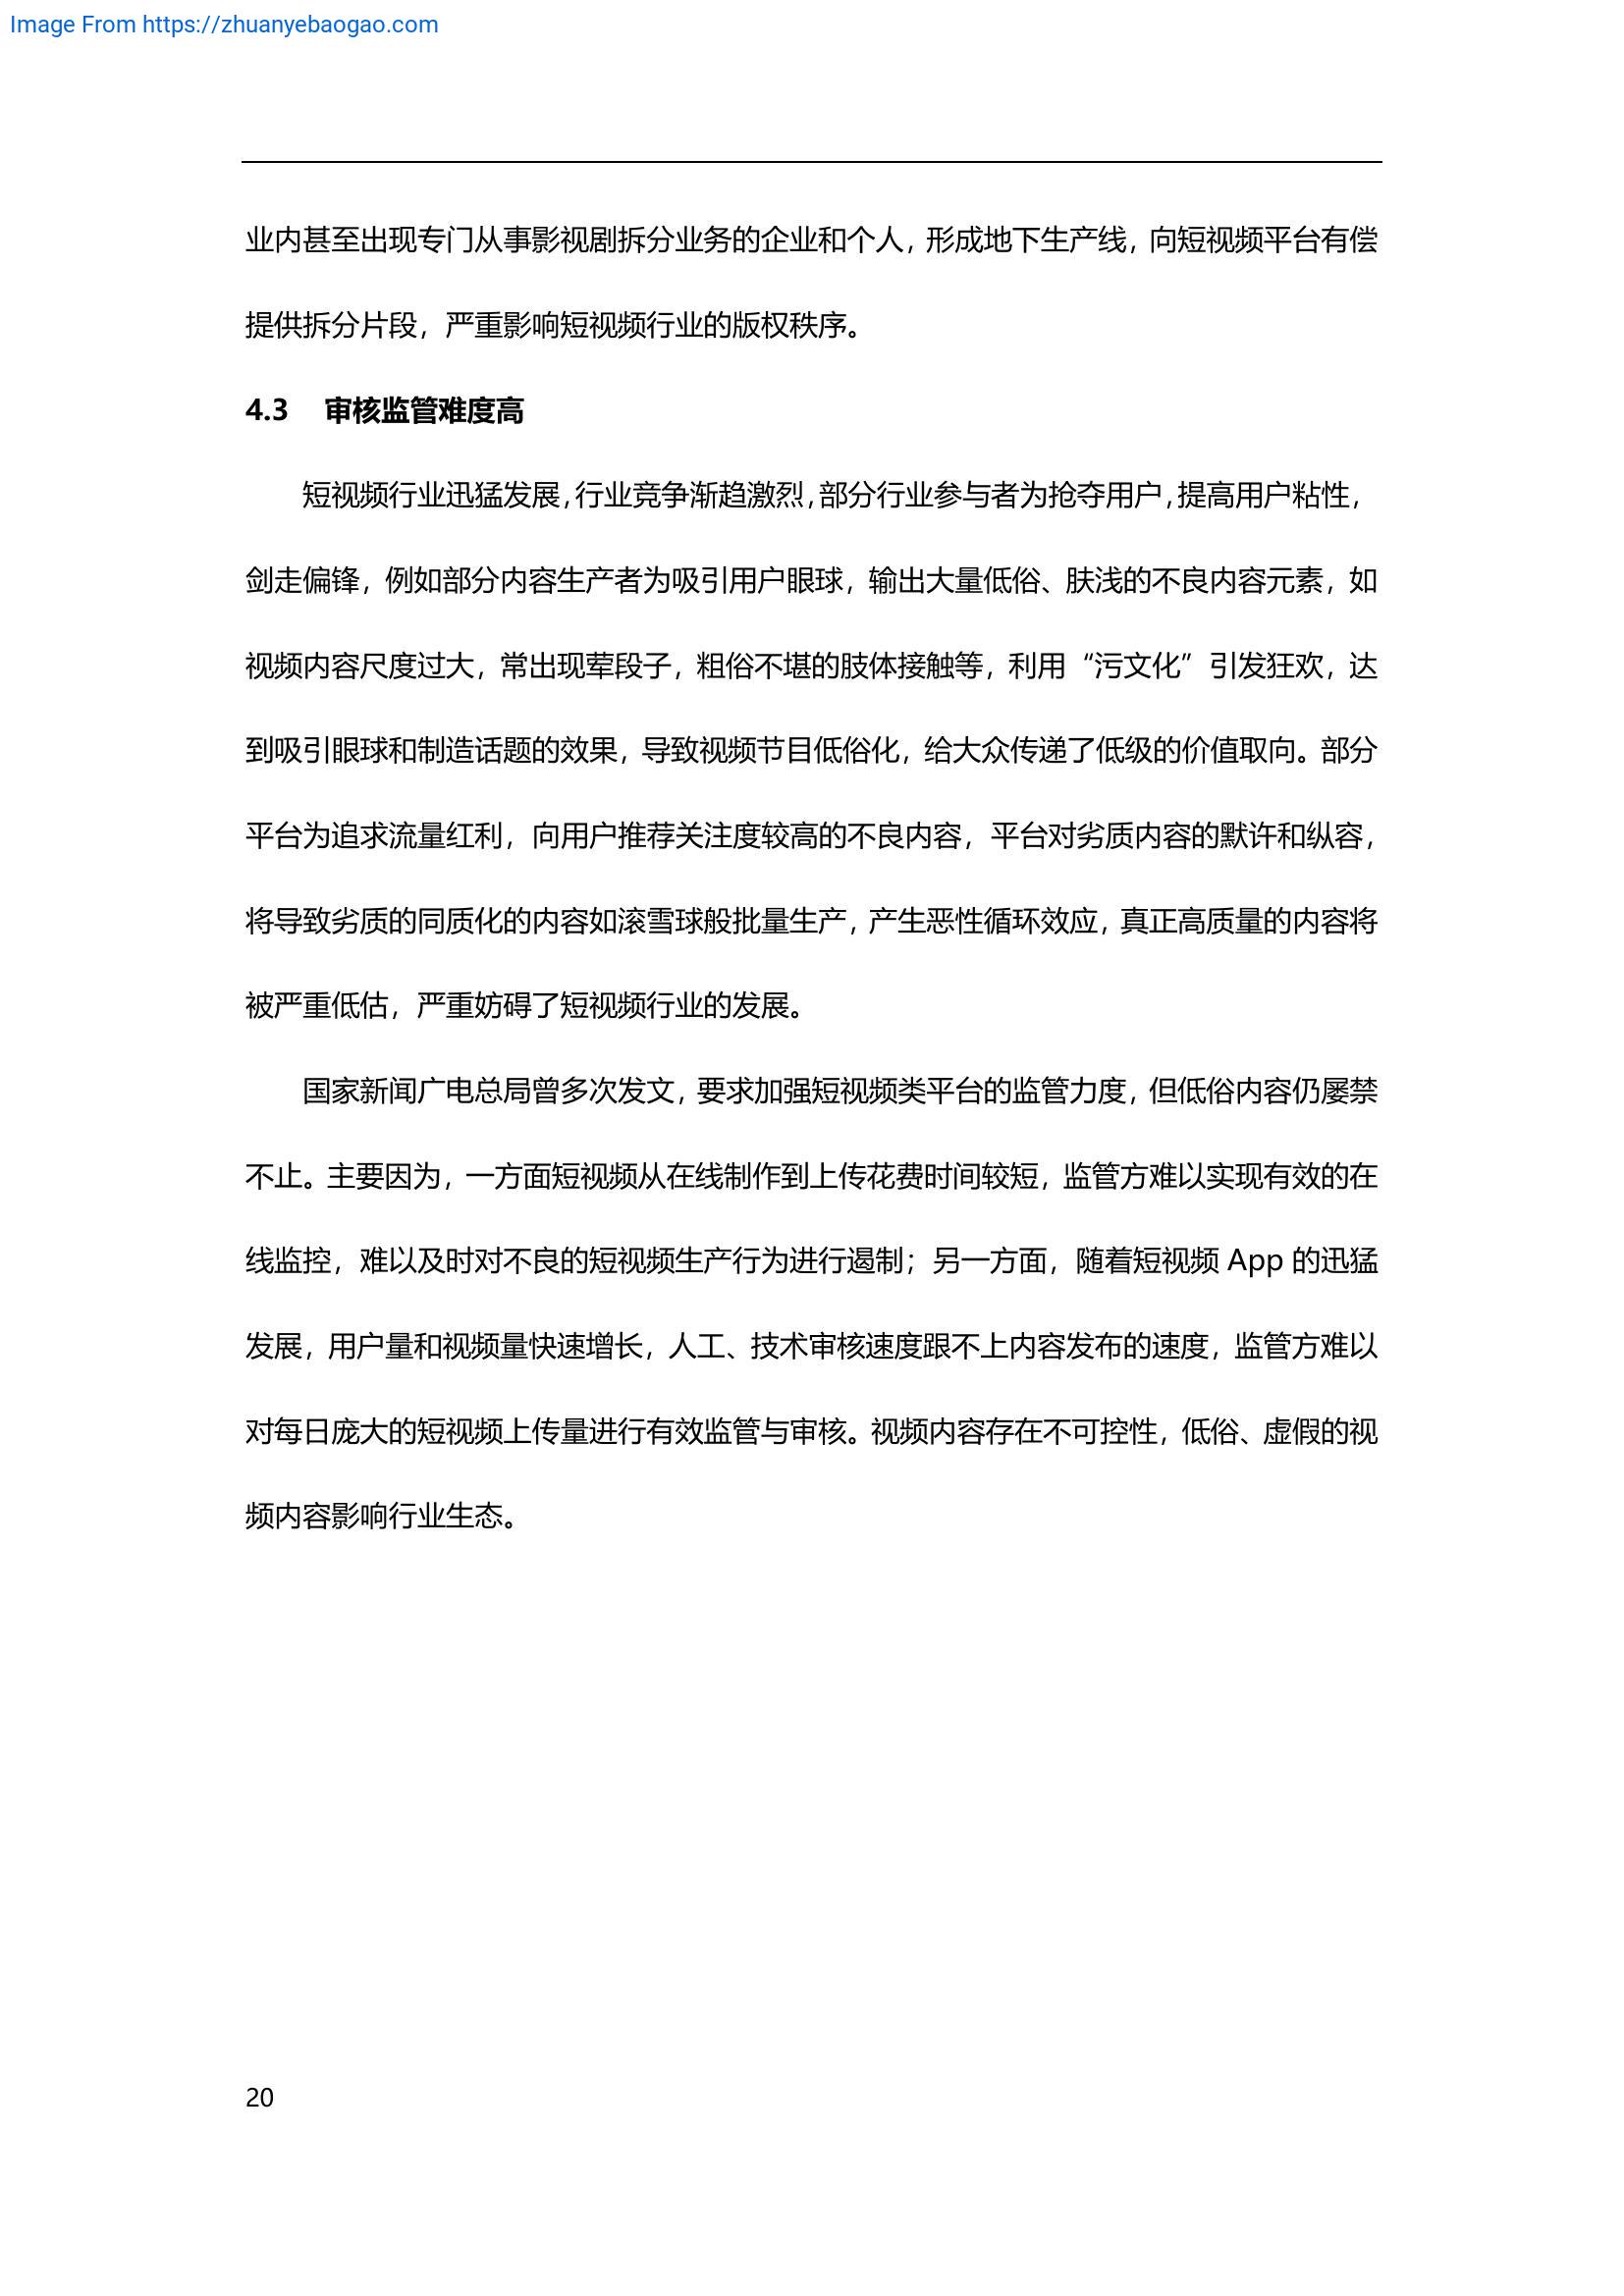 Image From https://zhuanyebaogao.com
业内甚至出现专门从事影视剧拆分业务的企业和个人，形成地下生产线，向短视频平台有偿
提供拆分片段，严重影响短视频行业的版权秩序。
4.3 审核监管难度高
短视频行业迅猛发展，行业竞争渐趋激烈，部分行业参与者为抢夺用户，提高用户粘性，
剑走偏锋，例如部分内容生产者为吸引用户眼球，输出大量低俗、肤浅的不良内容元素，如
视频内容尺度过大，常出现荤段子，粗俗不堪的肢体接触等，利用“污文化”引发狂欢，达
到吸引眼球和制造话题的效果，导致视频节目低俗化，给大众传递了低级的价值取向。部分
平台为追求流量红利，向用户推荐关注度较高的不良内容，平台对劣质内容的默许和纵容，
将导致劣质的同质化的内容如滚雪球般批量生产，产生恶性循环效应，真正高质量的内容将
被严重低估，严重妨碍了短视频行业的发展。
国家新闻广电总局曾多次发文，要求加强短视频类平台的监管力度，但低俗内容仍屡禁
不止。主要因为，一方面短视频从在线制作到上传花费时间较短，监管方难以实现有效的在
线监控，难以及时对不良的短视频生产行为进行遏制；另一方面，随着短视频 App 的迅猛
发展，用户量和视频量快速增长，人工、技术审核速度跟不上内容发布的速度，监管方难以
对每日庞大的短视频上传量进行有效监管与审核。视频内容存在不可控性，低俗、虚假的视
频内容影响行业生态。
20